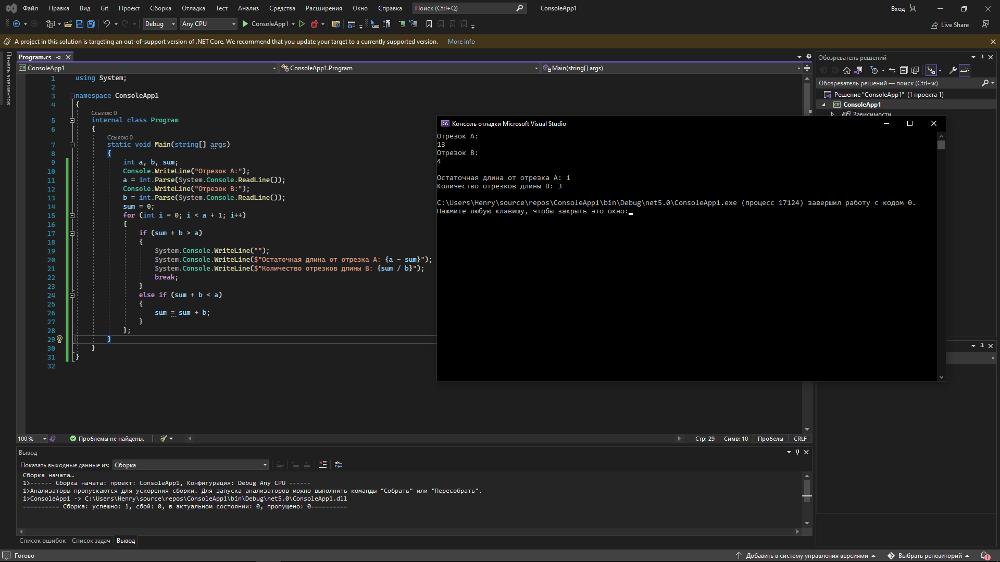 Файл Правка Вид Git Проект Сборка Отладка Тест Анализ Средства Расширения Окно Справка Поиск (Ctrl+Q) ConsoleApp1 Вход
Debug Any CPU ConsoleApp1 Live Share
A project in this solution is targeting an out-of-support version of .NET Core. We recommend that you update your target to a currently supported version. More info
Панель элементов
Program.cs
ConsoleApp1 ConsoleApp1.Program Main(string[] args)
1 using System;
2
3 namespace ConsoleApp1
4 {
Ссылок: 0
5 internal class Program
6 {
Ссылок: 0
7 static void Main(string[] args)
8 {
9 int a, b, sum;
10 Console.WriteLine("Отрезок A:");
11 a = int.Parse(System.Console.ReadLine());
12 Console.WriteLine("Отрезок B:");
13 b = int.Parse(System.Console.ReadLine());
14 sum = 0;
15 for (int i = 0; i < a + 1; i++)
16 {
17 if (sum + b > a)
18 {
19 System.Console.WriteLine("");
20 System.Console.WriteLine($"Остаточная длина от отрезка A: {a - sum}");
21 System.Console.WriteLine($"Количество отрезков длины B: {sum / b}");
22 break;
23 }
24 else if (sum + b < a)
25 {
26 sum = sum + b;
27 }
28 };
29 }
30 }
31 }
32
Обозреватель решений
Обозреватель решений — поиск (Ctrl+ж)
Решение "ConsoleApp1" (1 проекта 1)
ConsoleApp1
Зависимости
Консоль отладки Microsoft Visual Studio
Отрезок A:
13
Отрезок B:
4
Остаточная длина от отрезка A: 1
Количество отрезков длины B: 3
C:\Users\Henry\source\repos\ConsoleApp1\bin\Debug\net5.0\ConsoleApp1.exe (процесс 17124) завершил работу с кодом 0.
Нажмите любую клавишу, чтобы закрыть это окно:
100 % Проблемы не найдены. Стр: 29 Симв: 10 Пробелы CRLF
Вывод
Показать выходные данные из: Сборка
Сборка начата…
1>------ Сборка начата: проект: ConsoleApp1, Конфигурация: Debug Any CPU ------
1>Анализаторы пропускаются для ускорения сборки. Для запуска анализаторов можно выполнить команды "Собрать" или "Пересобрать".
1>ConsoleApp1 -> C:\Users\Henry\source\repos\ConsoleApp1\bin\Debug\net5.0\ConsoleApp1.dll
========== Сборка: успешно: 1, сбой: 0, в актуальном состоянии: 0, пропущено: 0==========
Список ошибок Список задач Вывод
Готово Добавить в систему управления версиями Выбрать репозиторий 1